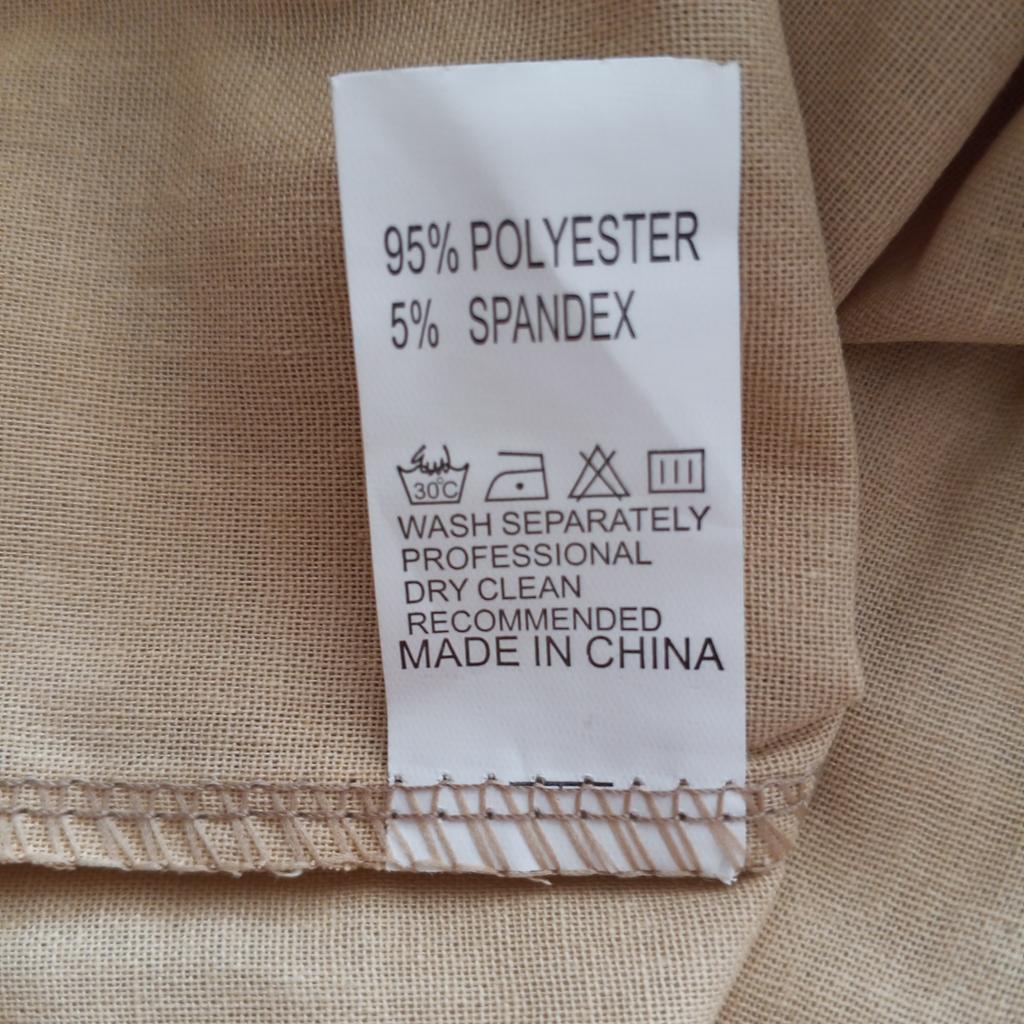 95% POLYESTER
5% SPANDEX
30°C
WASH SEPARATELY
PROFESSIONAL
DRY CLEAN
RECOMMENDED
MADE IN CHINA